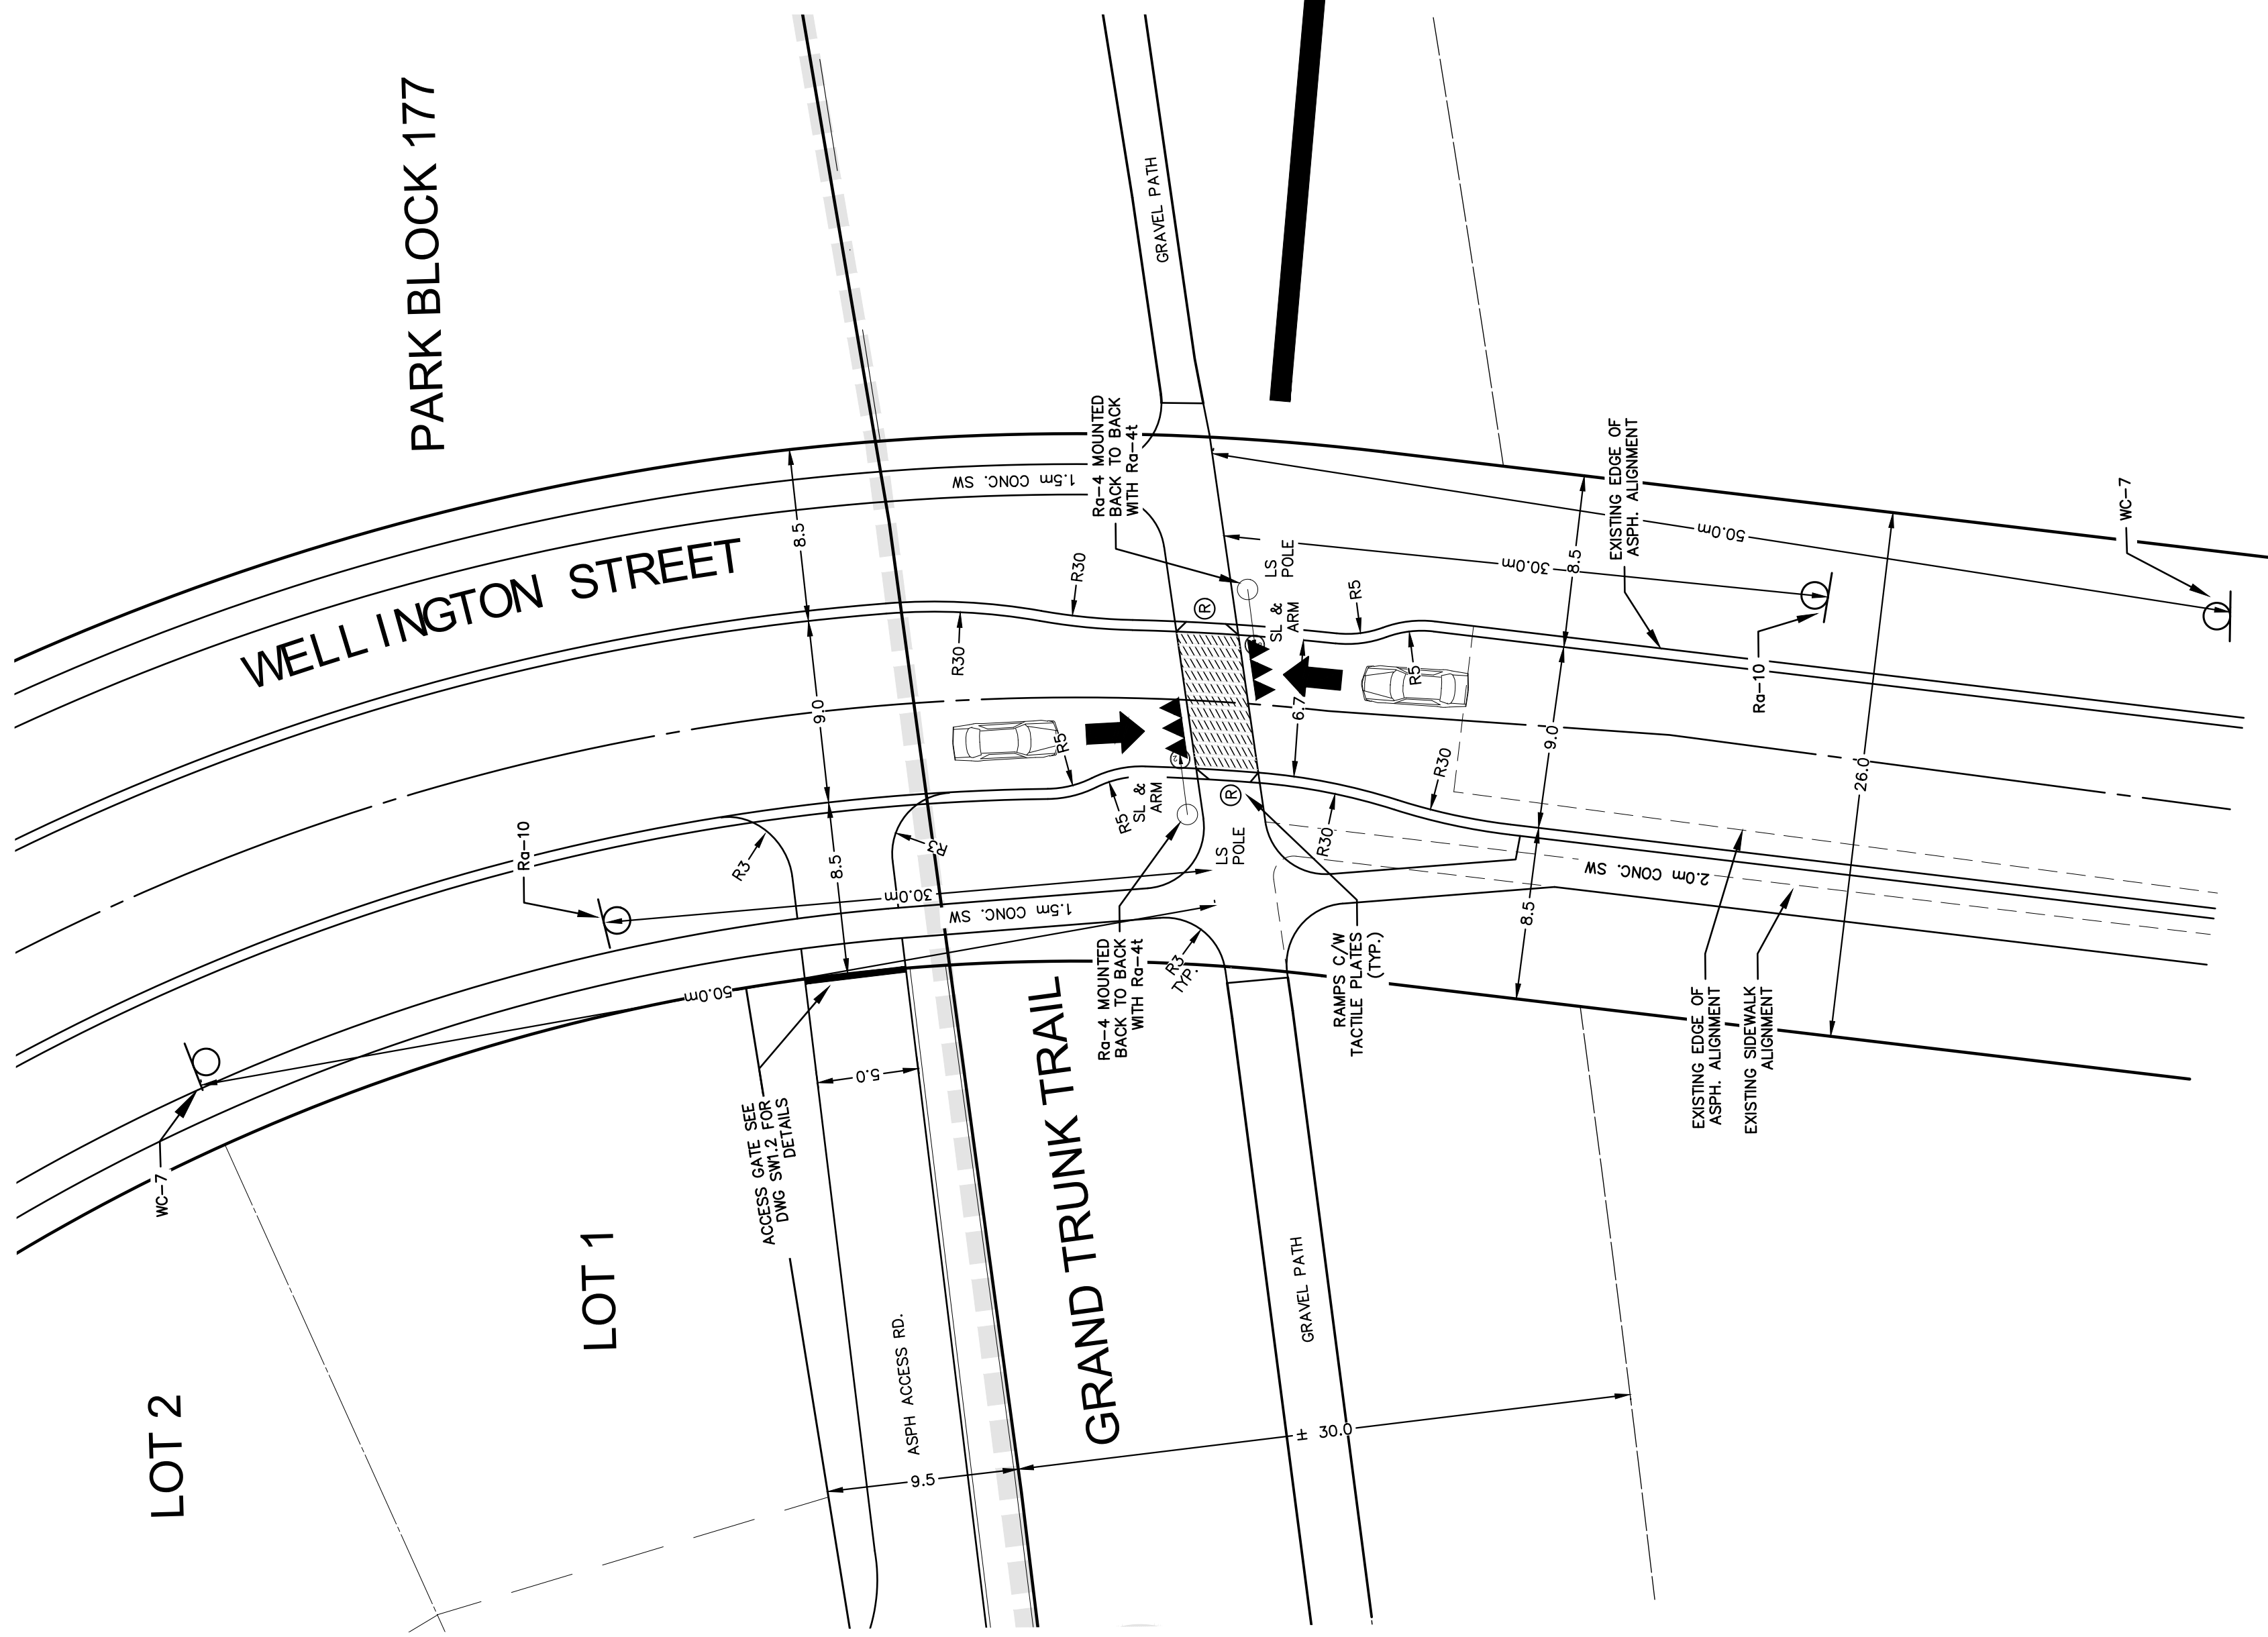 PARK BLOCK 177
GRAVEL PATH
WELLINGTON STREET
8.5
1.5m CONC. SW
Ra-4 MOUNTED
BACK TO BACK
WITH Ra-4t
50.0m
30.0m
8.5
EXISTING EDGE OF
ASPH. ALIGNMENT
WC-7
R30
R30
LS
POLE
R
SL &
ARM
R5
R5
Ra-10
9.0
R5
6.7
9.0
26.0
R30
R5
SL &
ARM
R
R30
LS
POLE
Ra-10
R3
8.5
R3
30.0m
1.5m CONC. SW
2.0m CONC. SW
8.5
50.0m
Ra-4 MOUNTED
BACK TO BACK
WITH Ra-4t
R3
TYP.
RAMPS C/W
TACTILE PLATES
(TYP.)
EXISTING EDGE OF
ASPH. ALIGNMENT
EXISTING SIDEWALK
ALIGNMENT
WC-7
5.0
ACCESS GATE SEE
DWG SW1.2 FOR
DETAILS
GRAND TRUNK TRAIL
LOT 1
GRAVEL PATH
ASPH ACCESS RD.
LOT 2
9.5
± 30.0